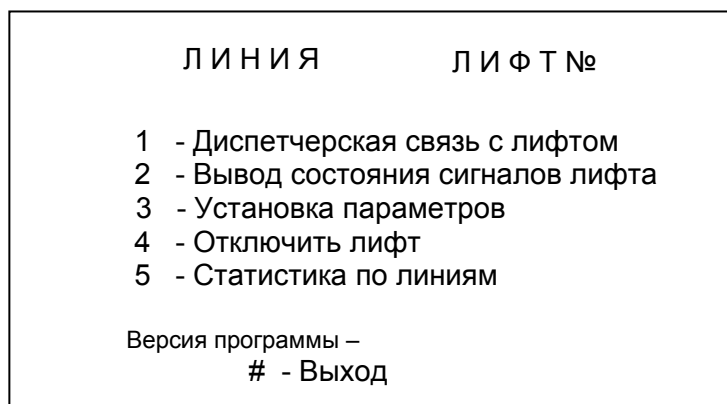 Л И Н И Я Л И Ф Т №
1 - Диспетчерская связь с лифтом
2 - Вывод состояния сигналов лифта
3 - Установка параметров
4 - Отключить лифт
5 - Статистика по линиям
Версия программы –
# - Выход